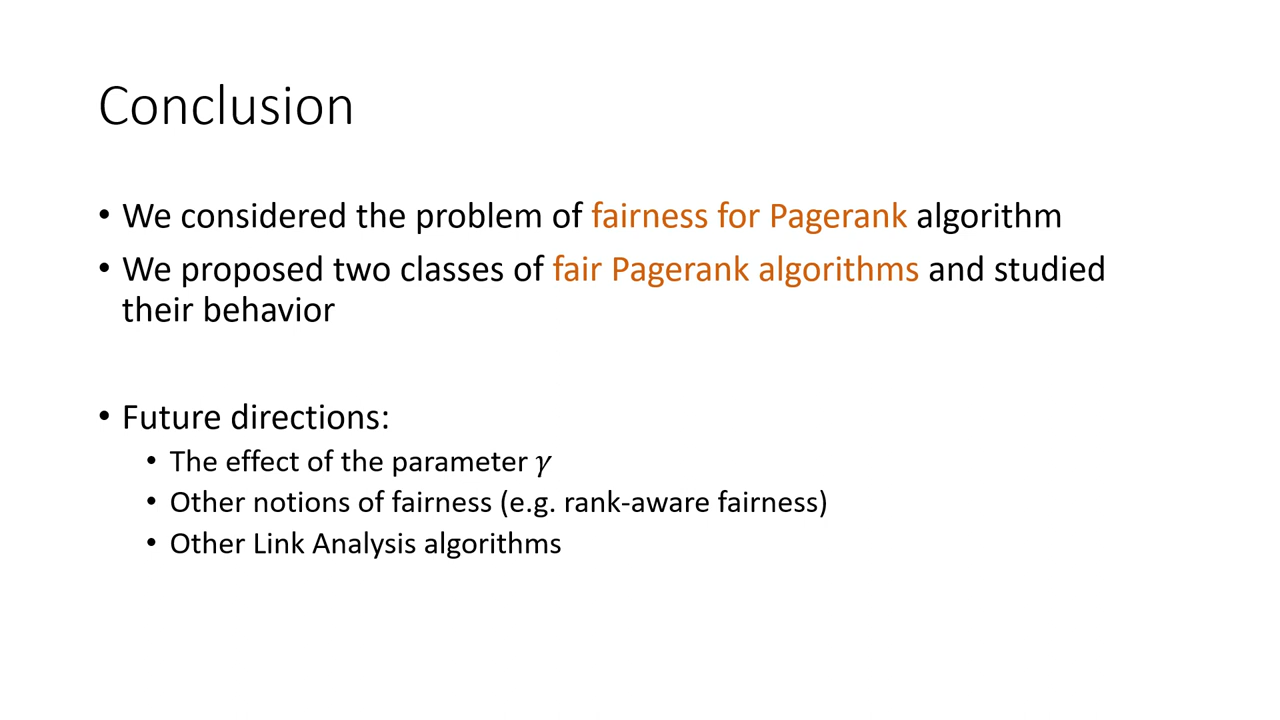 Conclusion
• We considered the problem of fairness for Pagerank algorithm
• We proposed two classes of fair Pagerank algorithms and studied
their behavior
• Future directions:
• The effect of the parameter γ
• Other notions of fairness (e.g. rank-aware fairness)
• Other Link Analysis algorithms